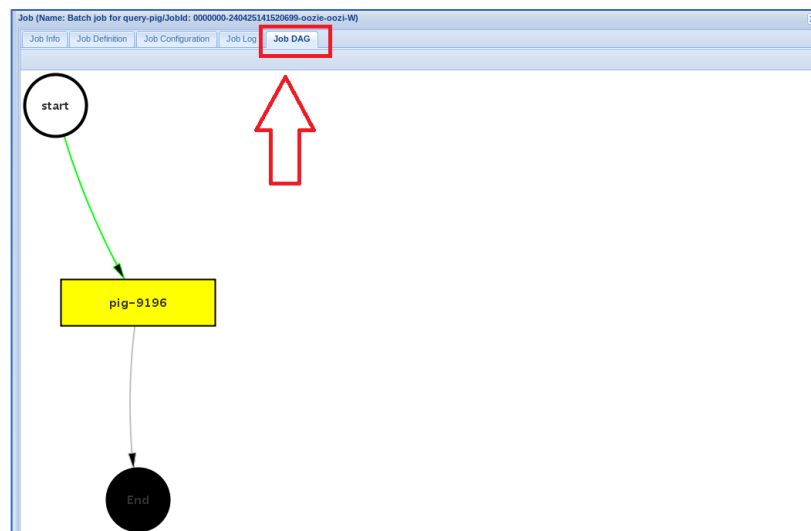 Job (Name: Batch job for query-pig/JobId: 0000000-240425141520699-oozie-oozi-W)
Job Info Job Definition Job Configuration Job Log Job DAG
start
pig-9196
End